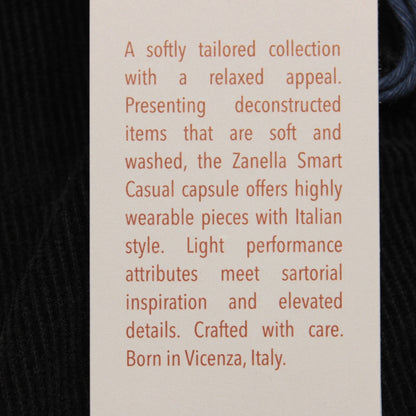 A softly tailored collection
with a relaxed appeal.
Presenting deconstructed
items that are soft and
washed, the Zanella Smart
Casual capsule offers highly
wearable pieces with Italian
style. Light performance
attributes meet sartorial
inspiration and elevated
details. Crafted with care.
Born in Vicenza, Italy.